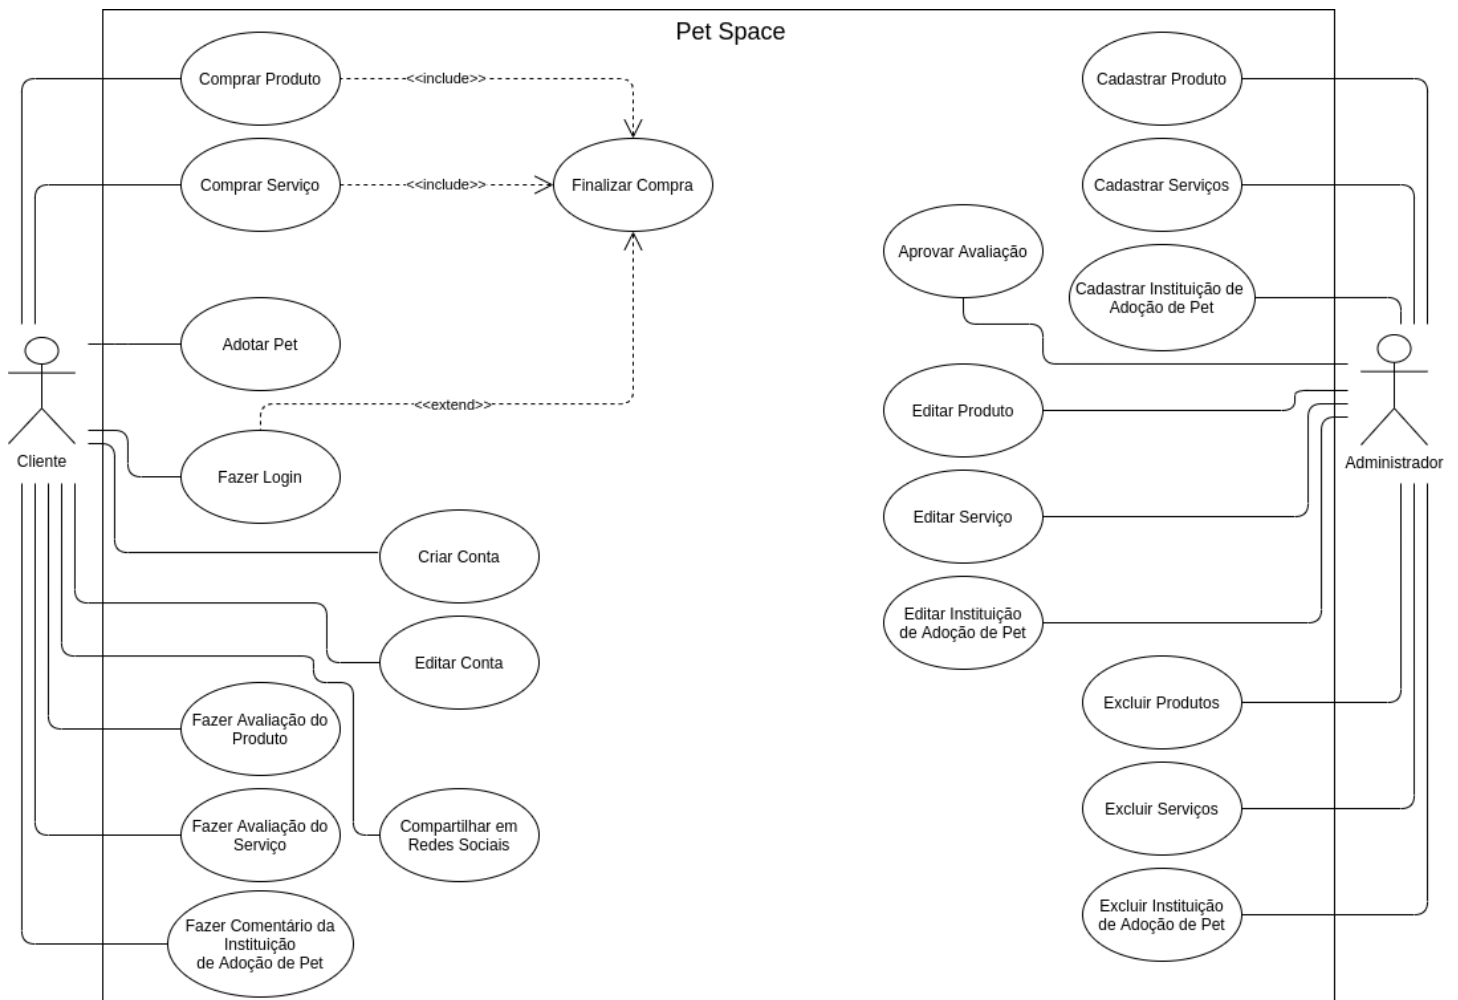 Pet Space
Comprar Produto
<<include>>
Cadastrar Produto
Comprar Serviço
<<include>>
Finalizar Compra
Cadastrar Serviços
Aprovar Avaliação
Cadastrar Instituição de
Adoção de Pet
Adotar Pet
<<extend>>
Editar Produto
Cliente
Administrador
Fazer Login
Editar Serviço
Criar Conta
Editar Instituição
de Adoção de Pet
Editar Conta
Excluir Produtos
Fazer Avaliação do
Produto
Excluir Serviços
Fazer Avaliação do
Serviço
Compartilhar em
Redes Sociais
Excluir Instituição
de Adoção de Pet
Fazer Comentário da
Instituição
de Adoção de Pet